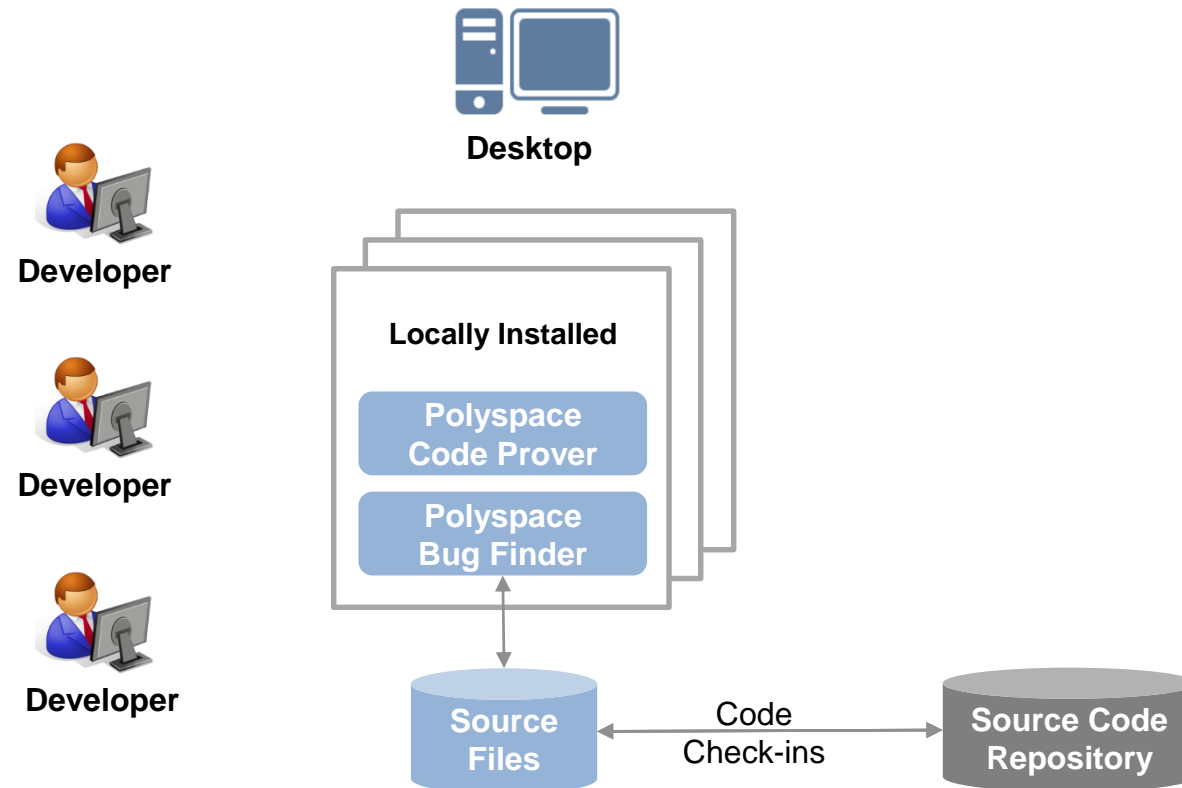 Desktop
Developer
Locally Installed
Polyspace
Code Prover
Developer
Polyspace
Bug Finder
Developer
Source
Files
Code
Check-ins
Source Code
Repository